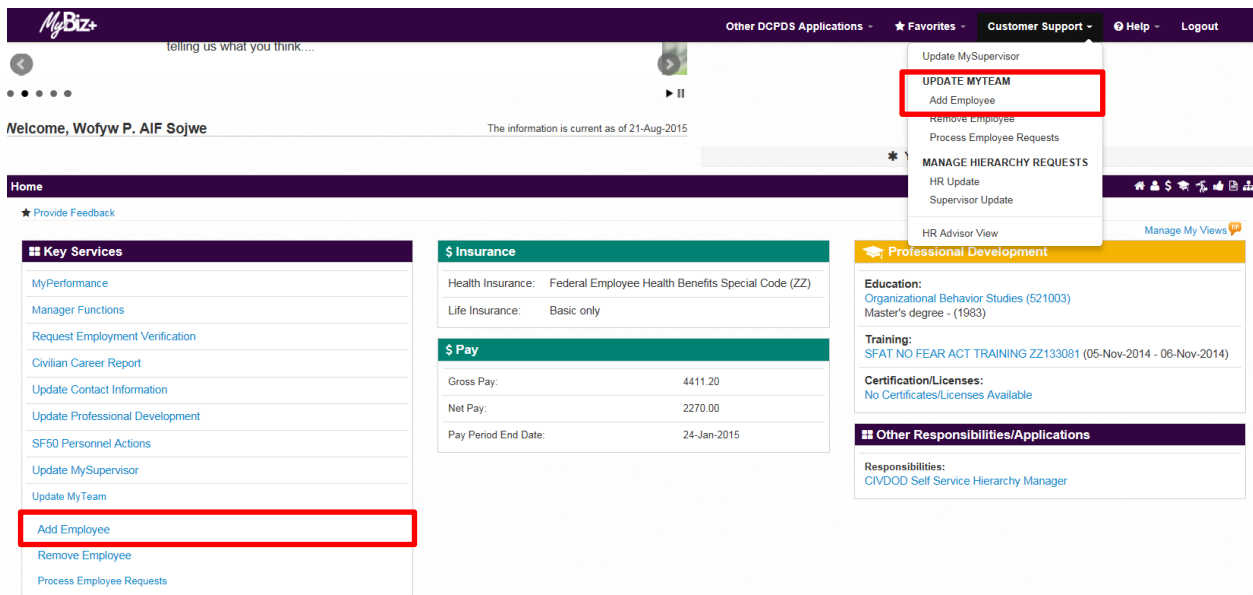 MyBiz+
Other DCPDS Applications
Favorites
Customer Support
Help
Logout
telling us what you think....
Welcome, Wofyw P. AlF Sojwe
The information is current as of 21-Aug-2015
Update MySupervisor
UPDATE MYTEAM
Add Employee
Remove Employee
Process Employee Requests
MANAGE HIERARCHY REQUESTS
HR Update
Supervisor Update
HR Advisor View
Home
Provide Feedback
Manage My Views
Key Services
MyPerformance
Manager Functions
Request Employment Verification
Civilian Career Report
Update Contact Information
Update Professional Development
SF50 Personnel Actions
Update MySupervisor
Update MyTeam
Add Employee
Remove Employee
Process Employee Requests
$ Insurance
Health Insurance: Federal Employee Health Benefits Special Code (ZZ)
Life Insurance: Basic only
$ Pay
Gross Pay: 4411.20
Net Pay: 2270.00
Pay Period End Date: 24-Jan-2015
Professional Development
Education:
Organizational Behavior Studies (521003)
Master's degree - (1983)
Training:
SFAT NO FEAR ACT TRAINING ZZ133081 (05-Nov-2014 - 06-Nov-2014)
Certification/Licenses:
No Certificates/Licenses Available
Other Responsibilities/Applications
Responsibilities:
CIVDOD Self Service Hierarchy Manager